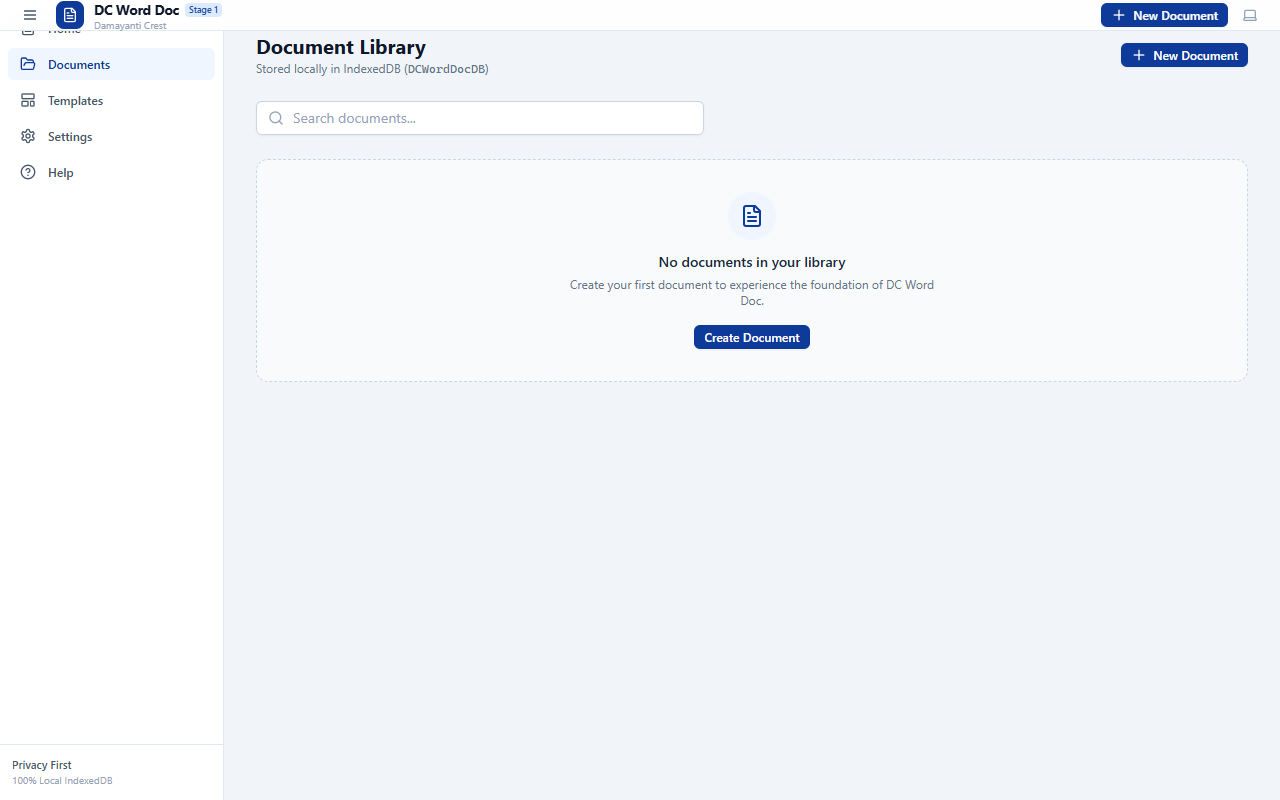 DC Word Doc
Stage 1
Damayanti Crest
New Document
Home
Documents
Templates
Settings
Help
Privacy First
100% Local IndexedDB
Document Library
Stored locally in IndexedDB (DCWordDocDB)
New Document
Search documents...
No documents in your library
Create your first document to experience the foundation of DC Word
Doc.
Create Document